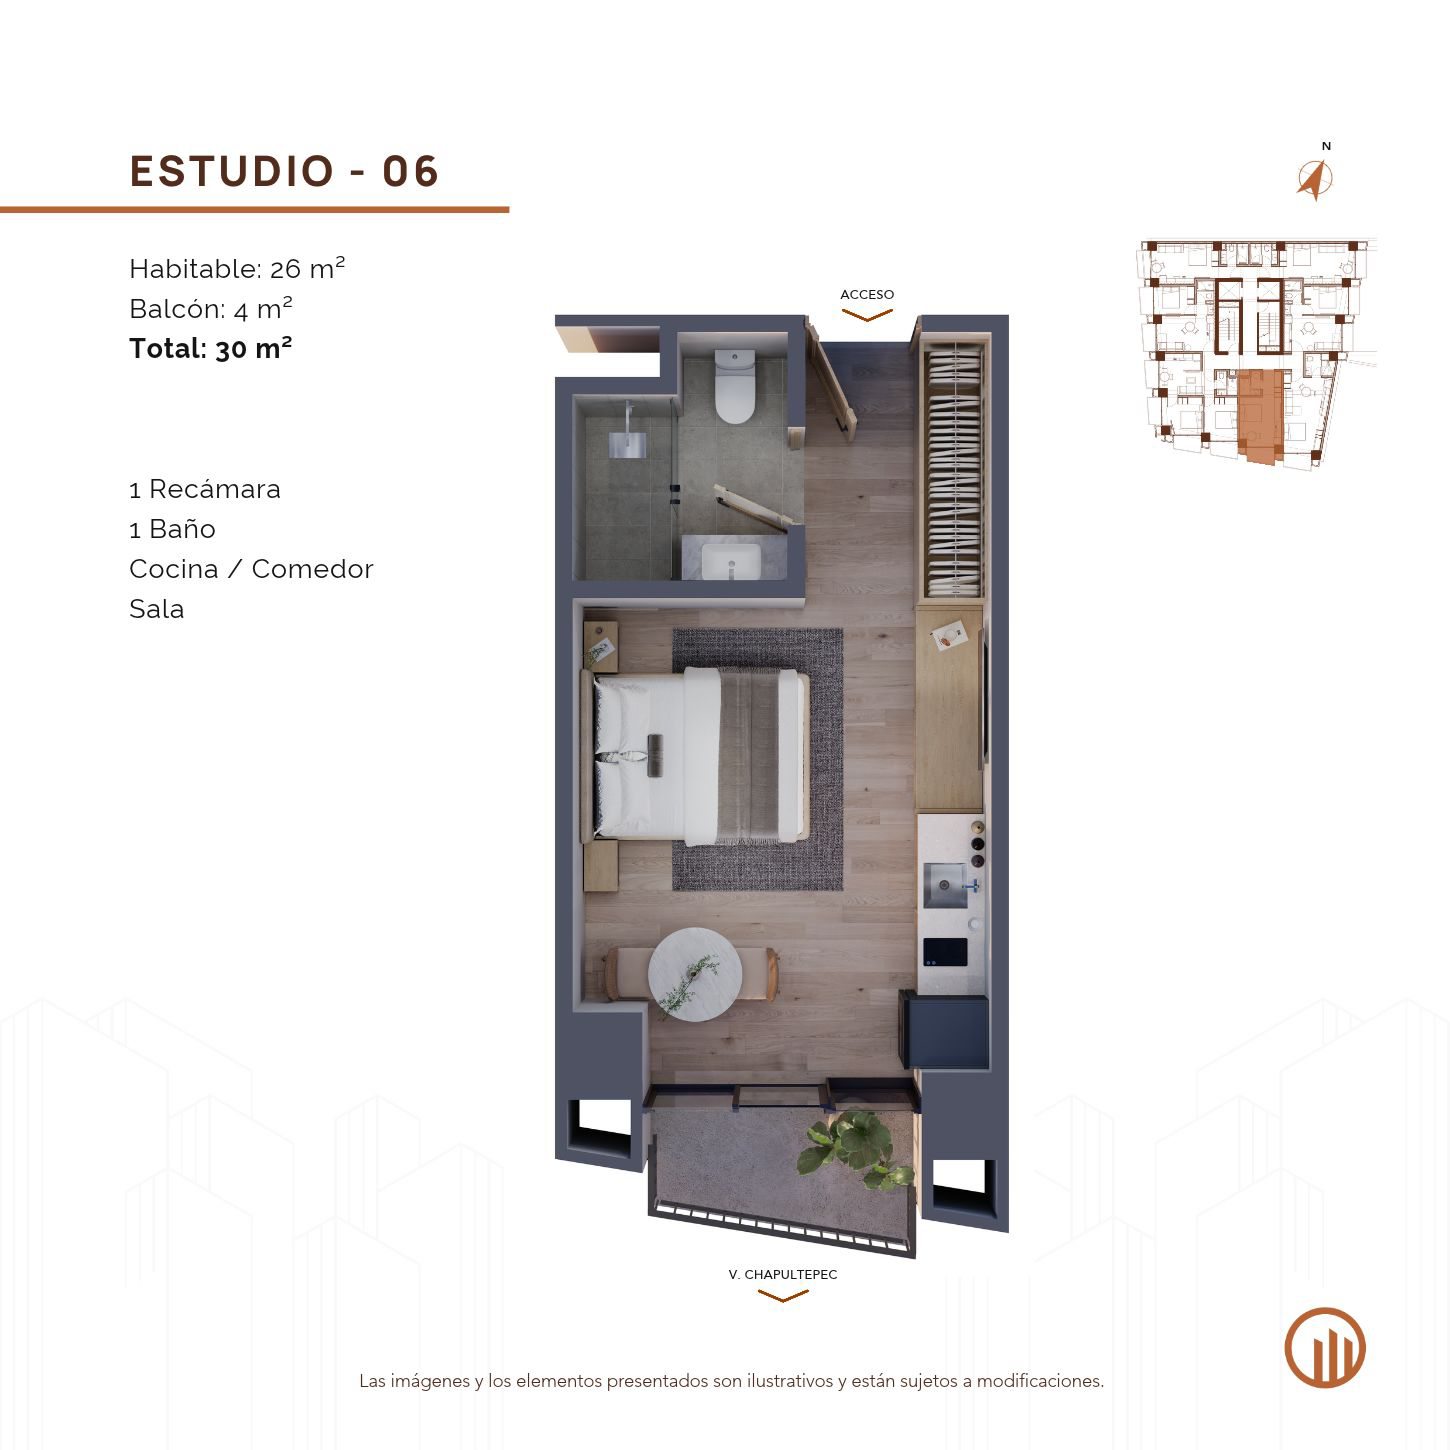 ESTUDIO - 06
Habitable: 26 m²
Balcón: 4 m²
Total: 30 m²
1 Recámara
1 Baño
Cocina / Comedor
Sala
N
ACCESO
V. CHAPULTEPEC
Las imágenes y los elementos presentados son ilustrativos y están sujetos a modificaciones.